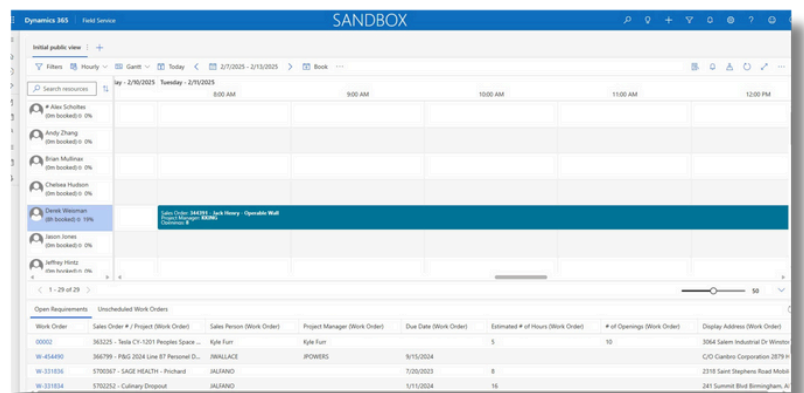 Dynamics 365 Field Service SANDBOX
Initial public view
Filters Hourly Gantt Today 2/7/2025 - 2/13/2025 Book
Search resources
ay - 2/10/2025 Tuesday - 2/11/2025
8:00 AM 9:00 AM 10:00 AM 11:00 AM 12:00 PM
# Alex Scholtes
(0m booked) 0%
Andy Zhang
(0m booked) 0%
Brian Mullinax
(0m booked) 0%
Chelsea Hudson
(0m booked) 0%
Derek Wessman
(8h booked) 19%
Sales Order: 344391 - Jack Henry - Operable Wall
Project Manager: KKING
Openings: 8
Jason Jones
(0m booked) 0%
Jeffrey Hintz
(0m booked) 0%
1 - 29 of 29
50
Open Requirements Unscheduled Work Orders
Work Order Sales Order # / Project (Work Order) Sales Person (Work Order) Project Manager (Work Order) Due Date (Work Order) Estimated # of Hours (Work Order) # of Openings (Work Order) Display Address (Work Order)
00002 363225 - Tesla CY-1201 Peoples Space ... Kyle Furr Kyle Furr 5 10 3064 Salem Industrial Dr Winston
W-454490 366799 - P&G 2024 Line 87 Personel D... JWALLACE JPOWERS 9/15/2024 C/O Cianbro Corporation 2879 H
W-331836 5700367 - SAGE HEALTH - Prichard JALFANO 7/20/2023 8 2318 Saint Stephens Road Mobil
W-331834 5702252 - Culinary Dropout JALFANO 1/11/2024 16 241 Summit Blvd Birmingham, Al